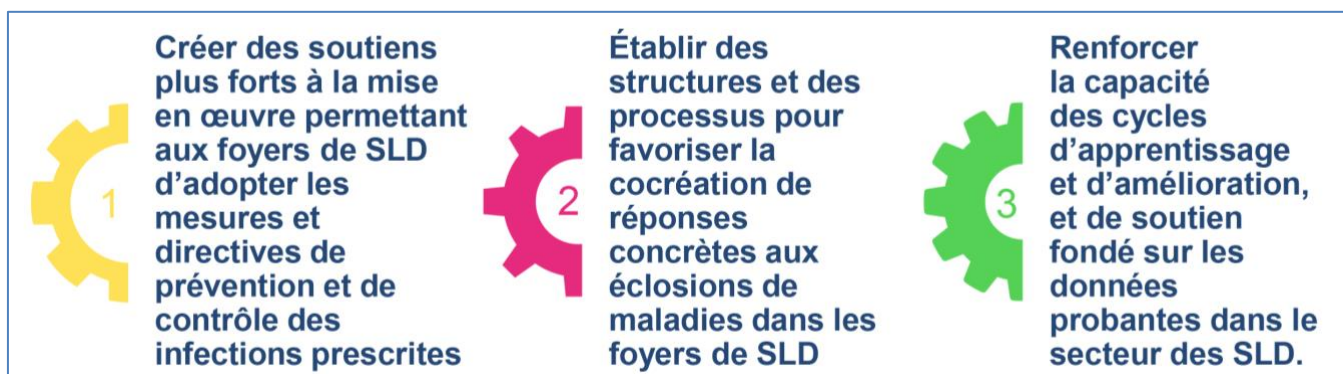 1
Créer des soutiens
plus forts à la mise
en œuvre permettant
aux foyers de SLD
d’adopter les
mesures et
directives de
prévention et de
contrôle des
infections prescrites
2
Établir des
structures et des
processus pour
favoriser la
cocréation de
réponses
concrètes aux
éclosions de
maladies dans les
foyers de SLD
3
Renforcer
la capacité
des cycles
d’apprentissage
et d’amélioration,
et de soutien
fondé sur les
données
probantes dans le
secteur des SLD.